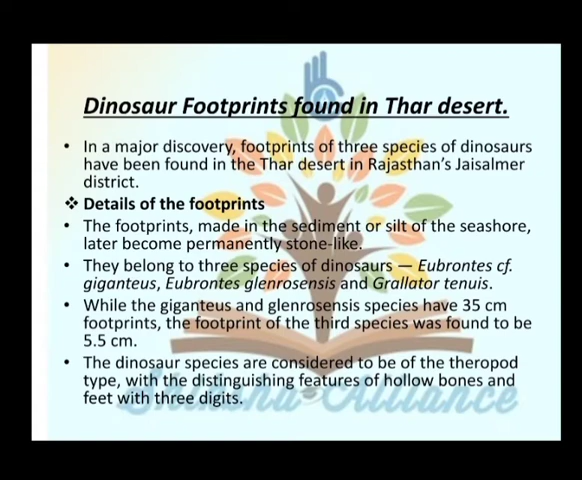 Dinosaur Footprints found in Thar desert.
• In a major discovery, footprints of three species of dinosaurs
have been found in the Thar desert in Rajasthan's Jaisalmer
district.
❖ Details of the footprints
• The footprints, made in the sediment or silt of the seashore,
later become permanently stone-like.
• They belong to three species of dinosaurs — Eubrontes cf.
giganteus, Eubrontes glenrosensis and Grallator tenuis.
• While the giganteus and glenrosensis species have 35 cm
footprints, the footprint of the third species was found to be
5.5 cm.
• The dinosaur species are considered to be of the theropod
type, with the distinguishing features of hollow bones and
feet with three digits.
Shiksha Alliance